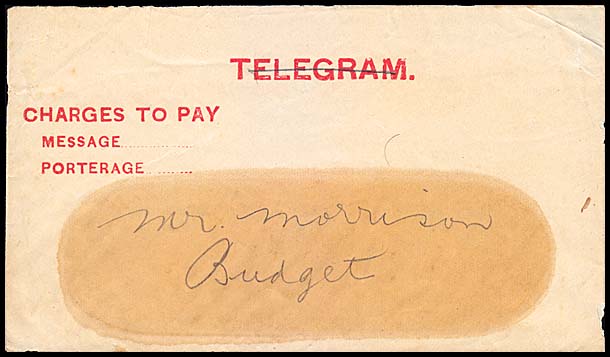 TELEGRAM.
CHARGES TO PAY
MESSAGE
PORTERAGE
Mr. Morrison
Budget